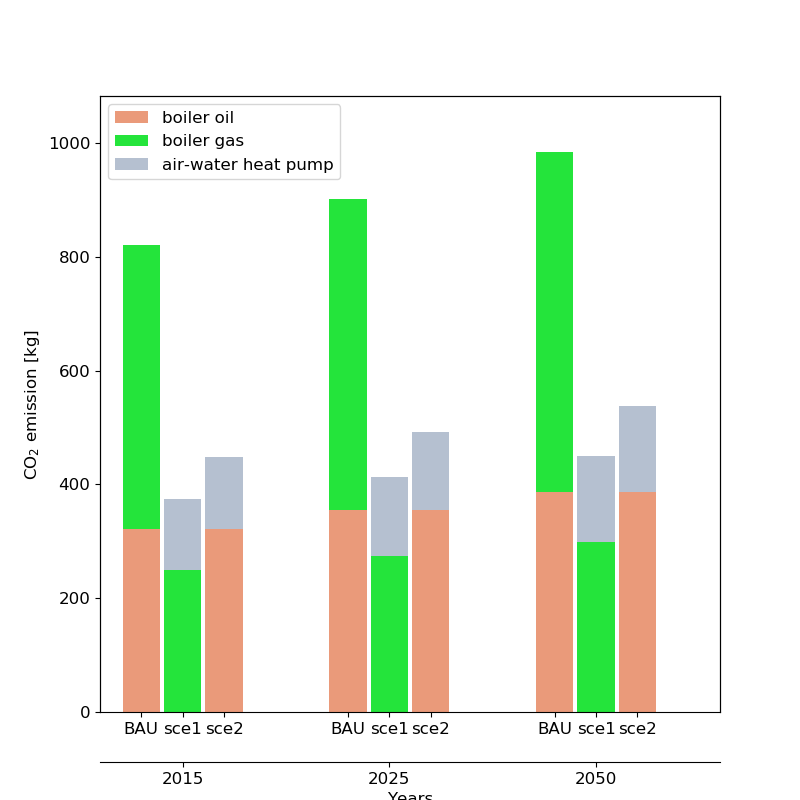 boiler oil
boiler gas
air-water heat pump
1000
800
600
400
200
0
CO₂ emission [kg]
BAU sce1 sce2 BAU sce1 sce2 BAU sce1 sce2
2015 2025 2050
Years